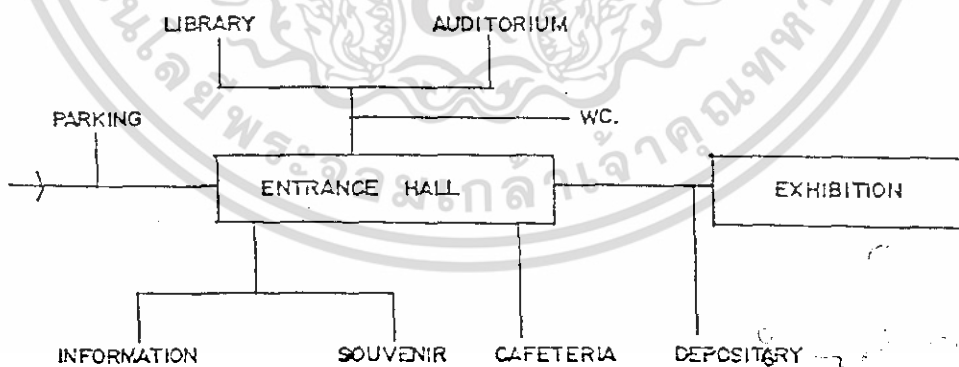 LIBRARY AUDITORIUM
PARKING WC.
ENTRANCE HALL EXHIBITION
INFORMATION SOUVENIR CAFETERIA DEPOSITARY